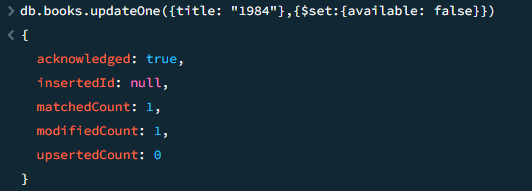 > db.books.updateOne({title: "1984"},{$set:{available: false}})
< {
acknowledged: true,
insertedId: null,
matchedCount: 1,
modifiedCount: 1,
upsertedCount: 0
}